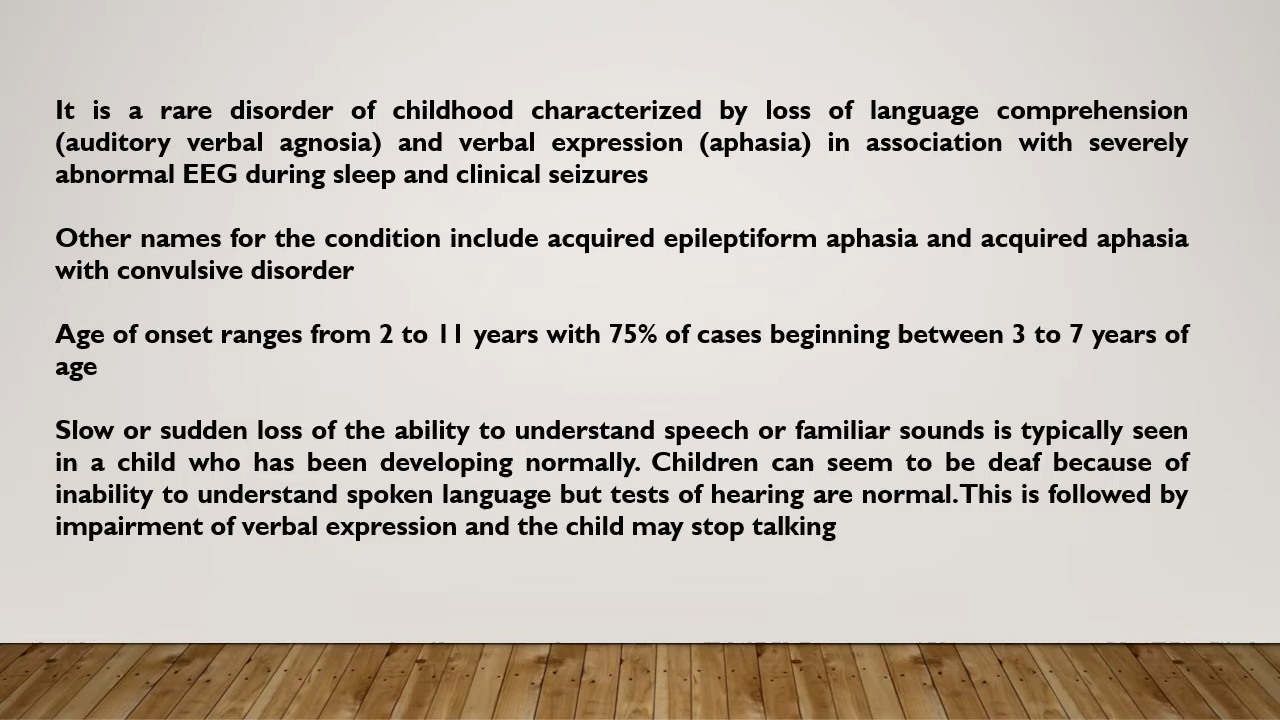 It is a rare disorder of childhood characterized by loss of language comprehension
(auditory verbal agnosia) and verbal expression (aphasia) in association with severely
abnormal EEG during sleep and clinical seizures
Other names for the condition include acquired epileptiform aphasia and acquired aphasia
with convulsive disorder
Age of onset ranges from 2 to 11 years with 75% of cases beginning between 3 to 7 years of
age
Slow or sudden loss of the ability to understand speech or familiar sounds is typically seen
in a child who has been developing normally. Children can seem to be deaf because of
inability to understand spoken language but tests of hearing are normal. This is followed by
impairment of verbal expression and the child may stop talking